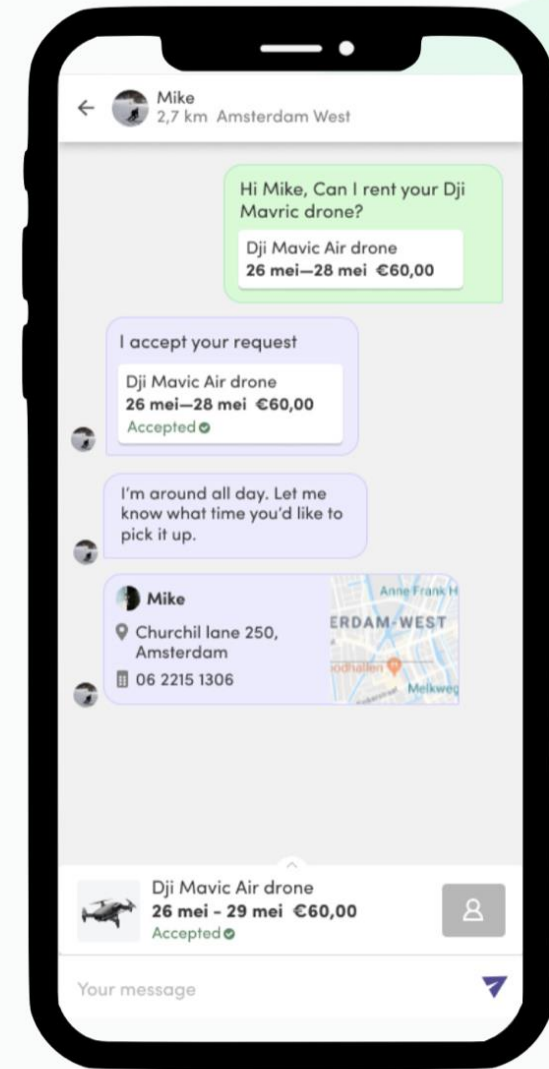 Mike
2,7 km Amsterdam West
Hi Mike, Can I rent your Dji
Mavric drone?
Dji Mavic Air drone
26 mei—28 mei €60,00
I accept your request
Dji Mavic Air drone
26 mei—28 mei €60,00
Accepted
I'm around all day. Let me
know what time you'd like to
pick it up.
Mike
Churchil lane 250,
Amsterdam
06 2215 1306
Anne Frank H
ERDAM-WEST
oodhallen
Melkweg
Dji Mavic Air drone
26 mei - 29 mei €60,00
Accepted
Your message